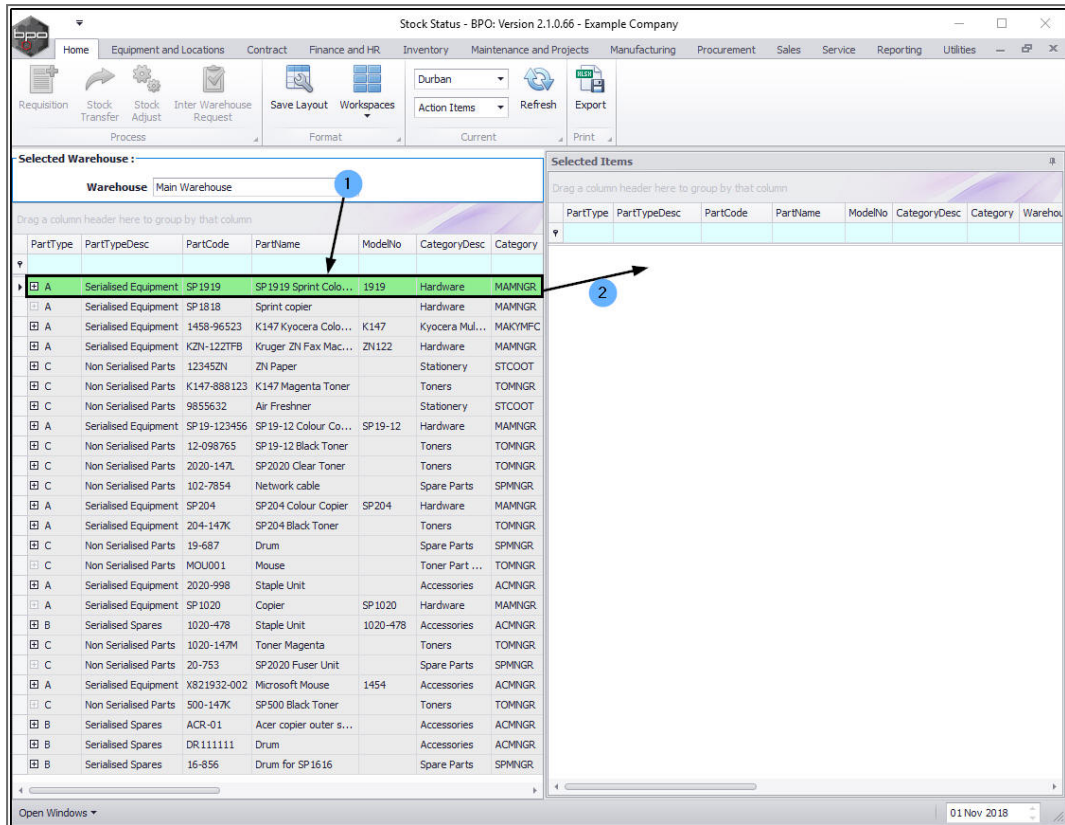 bpo
Stock Status - BPO: Version 2.1.0.66 - Example Company
Home Equipment and Locations Contract Finance and HR Inventory Maintenance and Projects Manufacturing Procurement Sales Service Reporting Utilities
Requisition Stock Transfer Stock Adjust Inter Warehouse Request Save Layout Workspaces Durban Action Items Refresh XLSX Export
Process Format Current Print
Selected Warehouse :
Warehouse Main Warehouse
1
Drag a column header here to group by that column
PartType PartTypeDesc PartCode PartName ModelNo CategoryDesc Category
A Serialised Equipment SP1919 SP1919 Sprint Colo... 1919 Hardware MAMNGR
A Serialised Equipment SP1818 Sprint copier Hardware MAMNGR
A Serialised Equipment 1458-96523 K147 Kyocera Colo... K147 Kyocera Mul... MAKYMFC
A Serialised Equipment KZN-122TFB Kruger ZN Fax Mac... ZN122 Hardware MAMNGR
C Non Serialised Parts 12345ZN ZN Paper Stationery STCOOT
C Non Serialised Parts K147-888123 K147 Magenta Toner Toners TOMNGR
C Non Serialised Parts 9855632 Air Freshner Stationery STCOOT
A Serialised Equipment SP19-123456 SP19-12 Colour Co... SP19-12 Hardware MAMNGR
C Non Serialised Parts 12-098765 SP19-12 Black Toner Toners TOMNGR
C Non Serialised Parts 2020-147L SP2020 Clear Toner Toners TOMNGR
C Non Serialised Parts 102-7854 Network cable Spare Parts SPMNGR
A Serialised Equipment SP204 SP204 Colour Copier SP204 Hardware MAMNGR
A Serialised Equipment 204-147K SP204 Black Toner Toners TOMNGR
C Non Serialised Parts 19-687 Drum Spare Parts SPMNGR
C Non Serialised Parts MOU001 Mouse Toner Part ... TOMNGR
A Serialised Equipment 2020-998 Staple Unit Accessories ACMNGR
A Serialised Equipment SP1020 Copier SP1020 Hardware MAMNGR
B Serialised Spares 1020-478 Staple Unit 1020-478 Accessories ACMNGR
C Non Serialised Parts 1020-147M Toner Magenta Toners TOMNGR
C Non Serialised Parts 20-753 SP2020 Fuser Unit Spare Parts SPMNGR
A Serialised Equipment X821932-002 Microsoft Mouse 1454 Accessories ACMNGR
C Non Serialised Parts 500-147K SP500 Black Toner Toners TOMNGR
B Serialised Spares ACR-01 Acer copier outer s... Accessories ACMNGR
B Serialised Spares DR111111 Drum Accessories ACMNGR
B Serialised Spares 16-856 Drum for SP1616 Spare Parts SPMNGR
Selected Items
Drag a column header here to group by that column
PartType PartTypeDesc PartCode PartName ModelNo CategoryDesc Category Warehou
2
Open Windows
01 Nov 2018